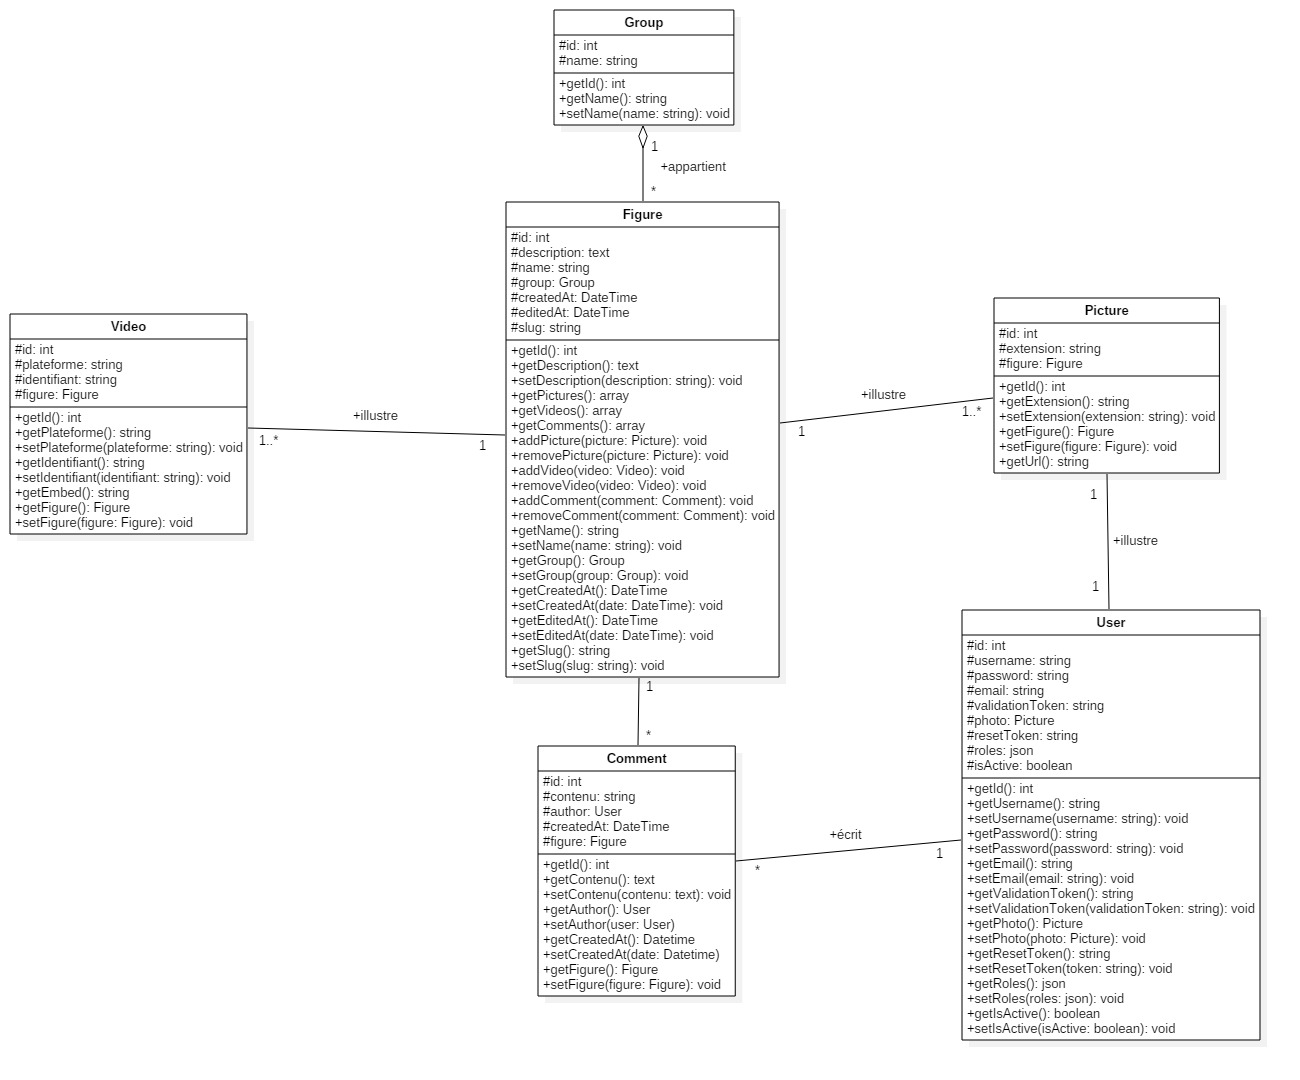 Group
#id: int
#name: string
+getId(): int
+getName(): string
+setName(name: string): void
1
+appartient
*
Figure
#id: int
#description: text
#name: string
#group: Group
#createdAt: DateTime
#editedAt: DateTime
#slug: string
+getId(): int
+getDescription(): text
+setDescription(description: string): void
+getPictures(): array
+getVideos(): array
+getComments(): array
+addPicture(picture: Picture): void
+removePicture(picture: Picture): void
+addVideo(video: Video): void
+removeVideo(video: Video): void
+addComment(comment: Comment): void
+removeComment(comment: Comment): void
+getName(): string
+setName(name: string): void
+getGroup(): Group
+setGroup(group: Group): void
+getCreatedAt(): DateTime
+setCreatedAt(date: DateTime): void
+getEditedAt(): DateTime
+setEditedAt(date: DateTime): void
+getSlug(): string
+setSlug(slug: string): void
Video
#id: int
#plateforme: string
#identifiant: string
#figure: Figure
+getId(): int
+getPlateforme(): string
+setPlateforme(plateforme: string): void
+getIdentifiant(): string
+setIdentifiant(identifiant: string): void
+getEmbed(): string
+getFigure(): Figure
+setFigure(figure: Figure): void
+illustre
1..*
1
Picture
#id: int
#extension: string
#figure: Figure
+getId(): int
+getExtension(): string
+setExtension(extension: string): void
+getFigure(): Figure
+setFigure(figure: Figure): void
+getUrl(): string
+illustre
1..*
1
1
+illustre
1
User
#id: int
#username: string
#password: string
#email: string
#validationToken: string
#photo: Picture
#resetToken: string
#roles: json
#isActive: boolean
+getId(): int
+getUsername(): string
+setUsername(username: string): void
+getPassword(): string
+setPassword(password: string): void
+getEmail(): string
+setEmail(email: string): void
+getValidationToken(): string
+setValidationToken(validationToken: string): void
+getPhoto(): Picture
+setPhoto(photo: Picture): void
+getResetToken(): string
+setResetToken(token: string): void
+getRoles(): json
+setRoles(roles: json): void
+getIsActive(): boolean
+setIsActive(isActive: boolean): void
1
*
Comment
#id: int
#contenu: string
#author: User
#createdAt: DateTime
#figure: Figure
+getId(): int
+getContenu(): text
+setContenu(contenu: text): void
+getAuthor(): User
+setAuthor(user: User)
+getCreatedAt(): Datetime
+setCreatedAt(date: Datetime)
+getFigure(): Figure
+setFigure(figure: Figure): void
+écrit
1
*